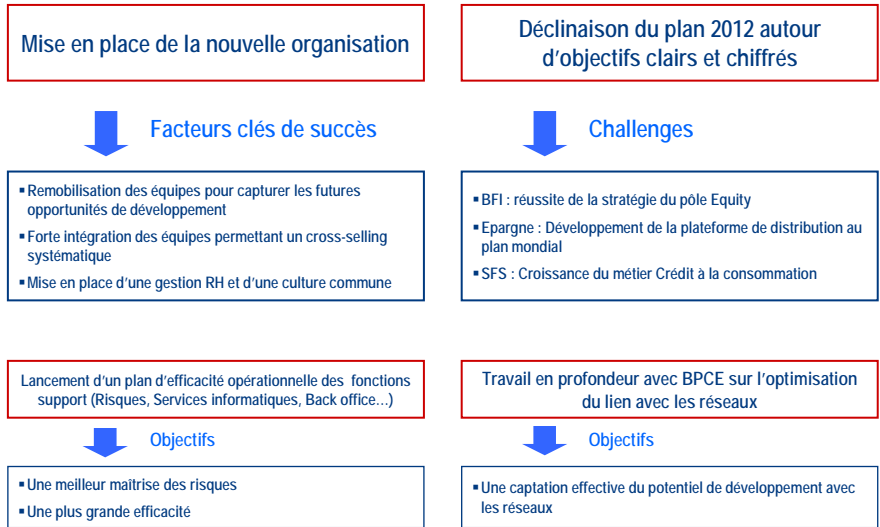 Mise en place de la nouvelle organisation
Facteurs clés de succès
▪ Remobilisation des équipes pour capturer les futures
opportunités de développement
▪ Forte intégration des équipes permettant un cross-selling
systématique
▪ Mise en place d'une gestion RH et d'une culture commune
Déclinaison du plan 2012 autour
d'objectifs clairs et chiffrés
Challenges
▪ BFI : réussite de la stratégie du pôle Equity
▪ Epargne : Développement de la plateforme de distribution au
plan mondial
▪ SFS : Croissance du métier Crédit à la consommation
Lancement d'un plan d'efficacité opérationnelle des fonctions
support (Risques, Services informatiques, Back office…)
Objectifs
▪ Une meilleur maîtrise des risques
▪ Une plus grande efficacité
Travail en profondeur avec BPCE sur l'optimisation
du lien avec les réseaux
Objectifs
▪ Une captation effective du potentiel de développement avec
les réseaux